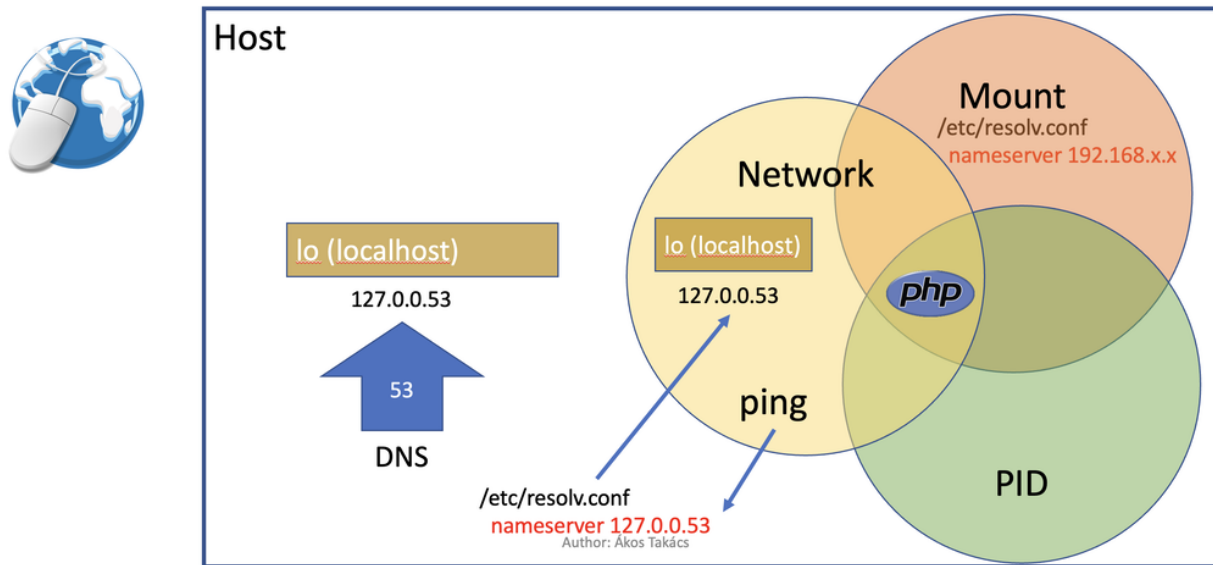 Host
Mount
/etc/resolv.conf
nameserver 192.168.x.x
Network
lo (localhost)
127.0.0.53
lo (localhost)
127.0.0.53
php
53
DNS
ping
PID
/etc/resolv.conf
nameserver 127.0.0.53
Author: Ákos Takács